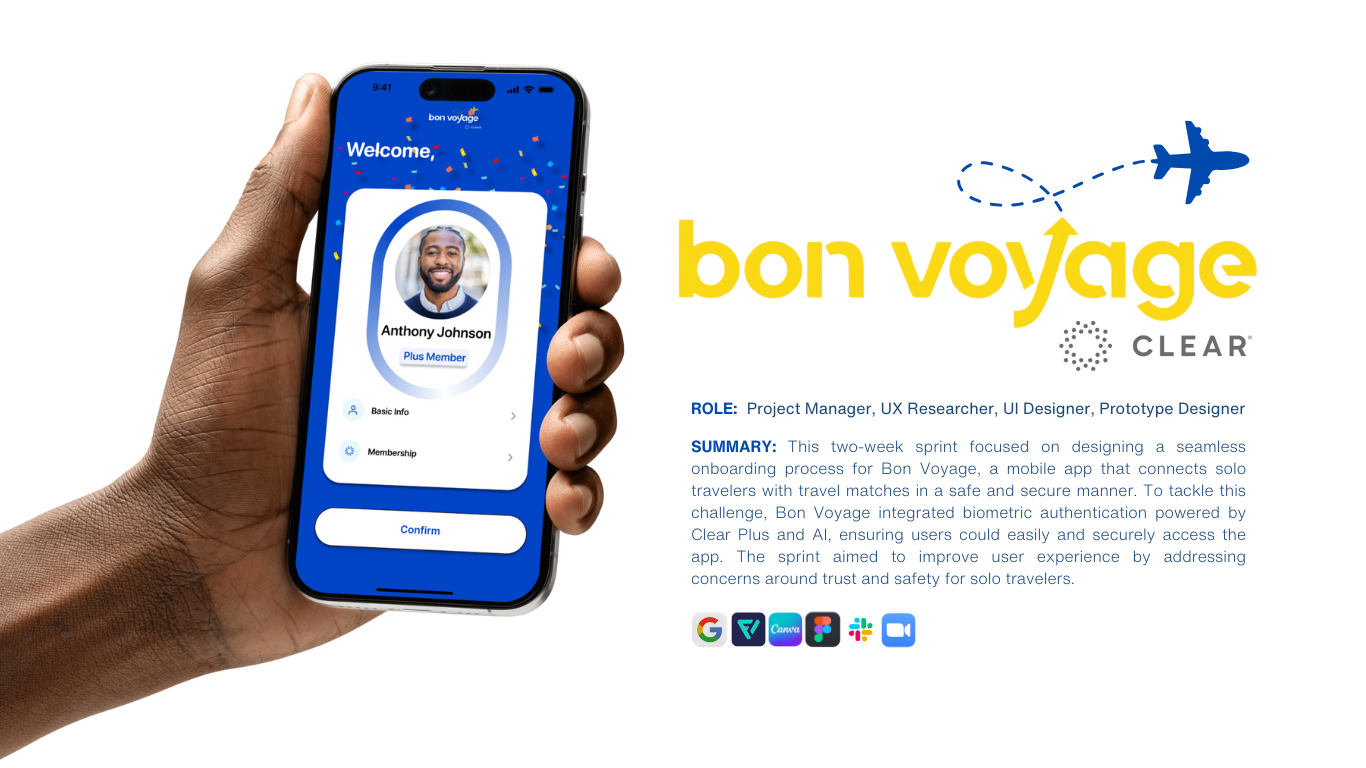 9:41
bon voyage
CLEAR
Welcome,
Anthony Johnson
Plus Member
Basic Info
Membership
Confirm
bon voyage
CLEAR®
ROLE: Project Manager, UX Researcher, UI Designer, Prototype Designer
SUMMARY: This two-week sprint focused on designing a seamless
onboarding process for Bon Voyage, a mobile app that connects solo
travelers with travel matches in a safe and secure manner. To tackle this
challenge, Bon Voyage integrated biometric authentication powered by
Clear Plus and AI, ensuring users could easily and securely access the
app. The sprint aimed to improve user experience by addressing
concerns around trust and safety for solo travelers.
Canva